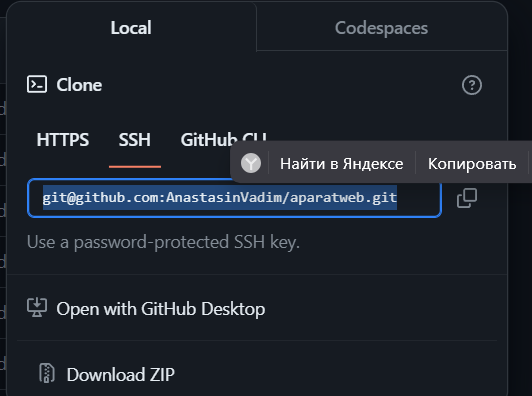 Local Codespaces
Clone
HTTPS SSH GitHub CLI
Найти в Яндексе Копировать
git@github.com:AnastasinVadim/aparatweb.git
Use a password-protected SSH key.
Open with GitHub Desktop
Download ZIP